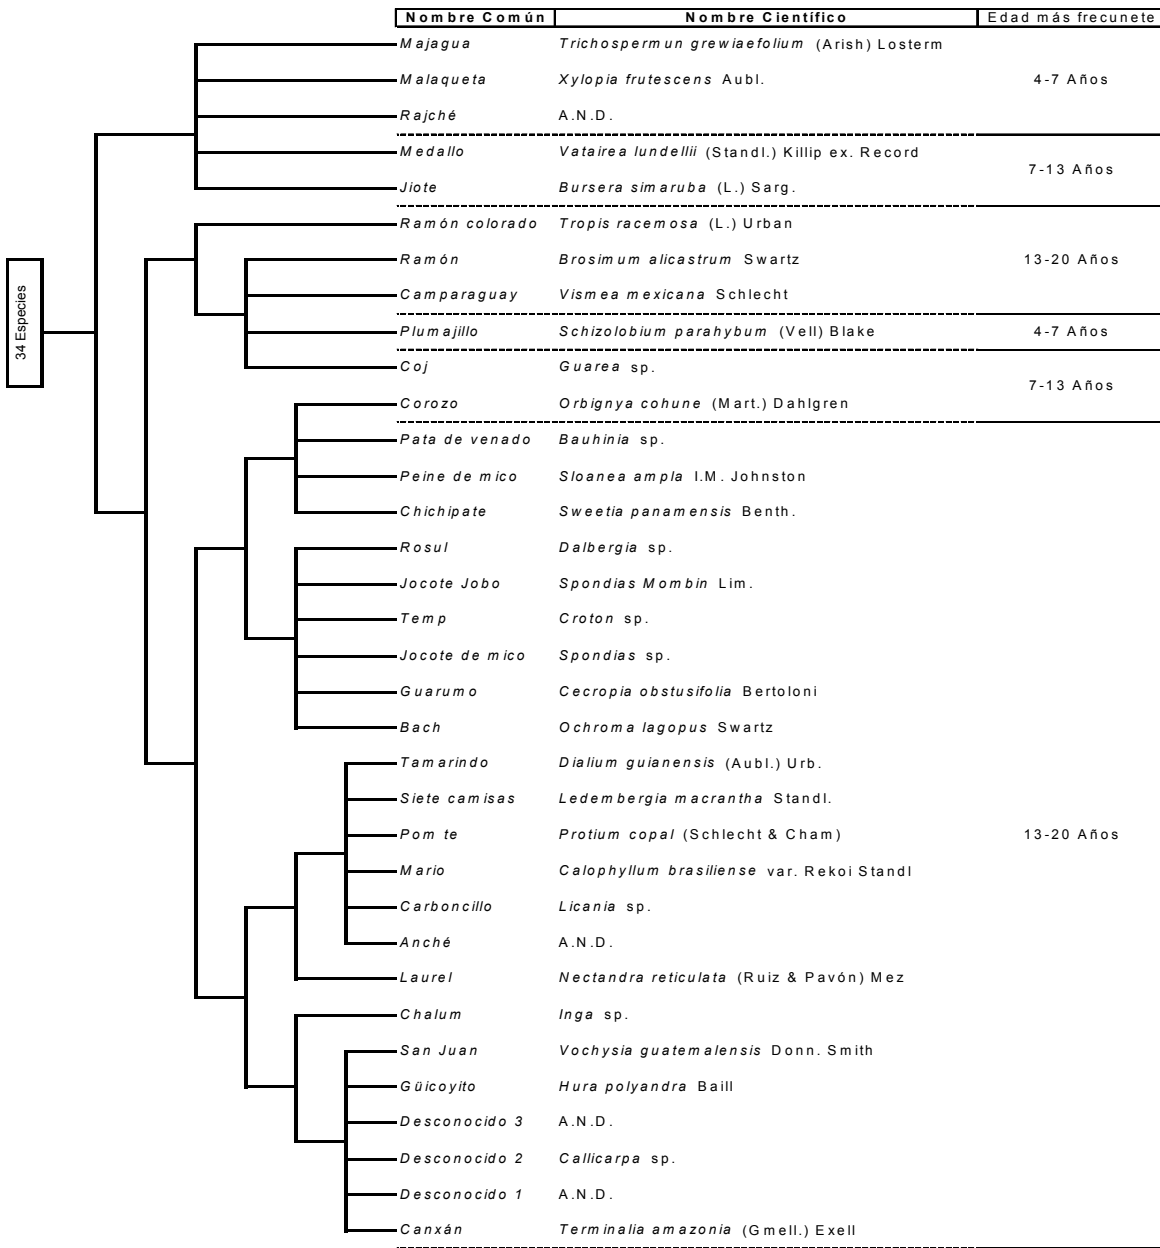 Nombre Común Nombre Científico Edad más frecunete
Majagua Trichospermun grewiaefolium (Arish) Losterm
Malaqueta Xylopia frutescens Aubl. 4-7 Años
Rajché A.N.D.
Medallo Vatairea lundellii (Standl.) Killip ex. Record
7-13 Años
Jiote Bursera simaruba (L.) Sarg.
Ramón colorado Tropis racemosa (L.) Urban
Ramón Brosimum alicastrum Swartz 13-20 Años
Camparaguay Vismea mexicana Schlecht
34 Especies
Plumajillo Schizolobium parahybum (Vell) Blake 4-7 Años
Coj Guarea sp.
7-13 Años
Corozo Orbignya cohune (Mart.) Dahlgren
Pata de venado Bauhinia sp.
Peine de mico Sloanea ampla I.M. Johnston
Chichipate Sweetia panamensis Benth.
Rosul Dalbergia sp.
Jocote Jobo Spondias Mombin Lim.
Temp Croton sp.
Jocote de mico Spondias sp.
Guarumo Cecropia obstusifolia Bertoloni
Bach Ochroma lagopus Swartz
Tamarindo Dialium guianensis (Aubl.) Urb.
Siete camisas Ledembergia macrantha Standl.
Pom te Protium copal (Schlecht & Cham) 13-20 Años
Mario Calophyllum brasiliense var. Rekoi Standl
Carboncillo Licania sp.
Anché A.N.D.
Laurel Nectandra reticulata (Ruiz & Pavón) Mez
Chalum Inga sp.
San Juan Vochysia guatemalensis Donn. Smith
Güicoyito Hura polyandra Baill
Desconocido 3 A.N.D.
Desconocido 2 Callicarpa sp.
Desconocido 1 A.N.D.
Canxán Terminalia amazonia (Gmell.) Exell